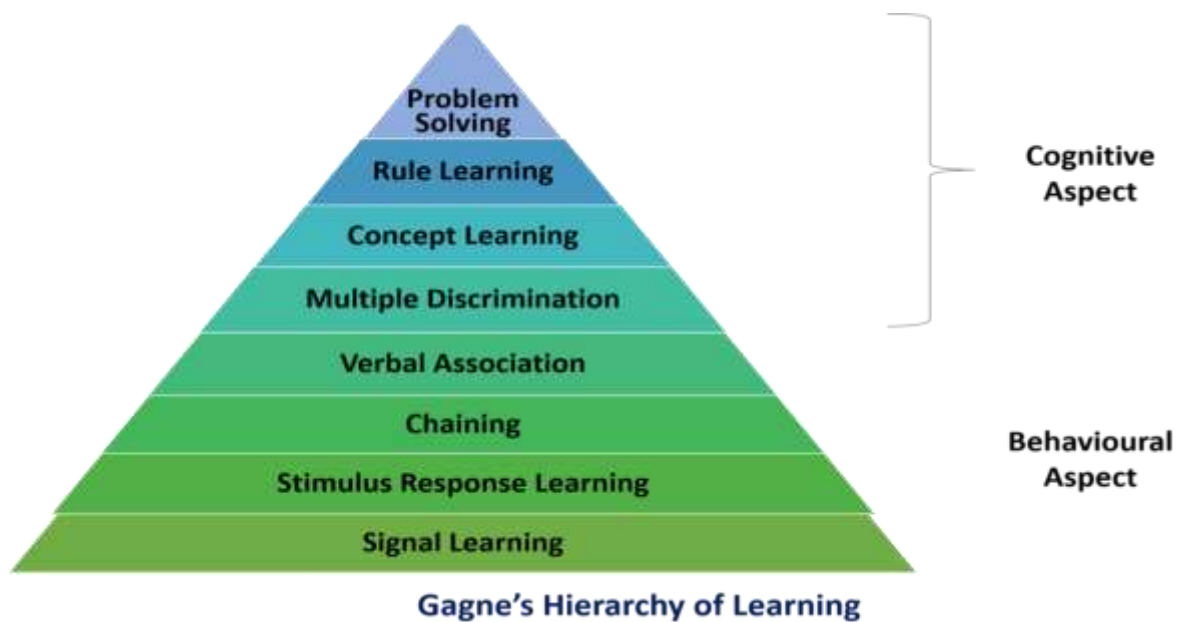 Problem
Solving
Rule Learning
Cognitive
Aspect
Concept Learning
Multiple Discrimination
Verbal Association
Chaining
Behavioural
Aspect
Stimulus Response Learning
Signal Learning
Gagne's Hierarchy of Learning